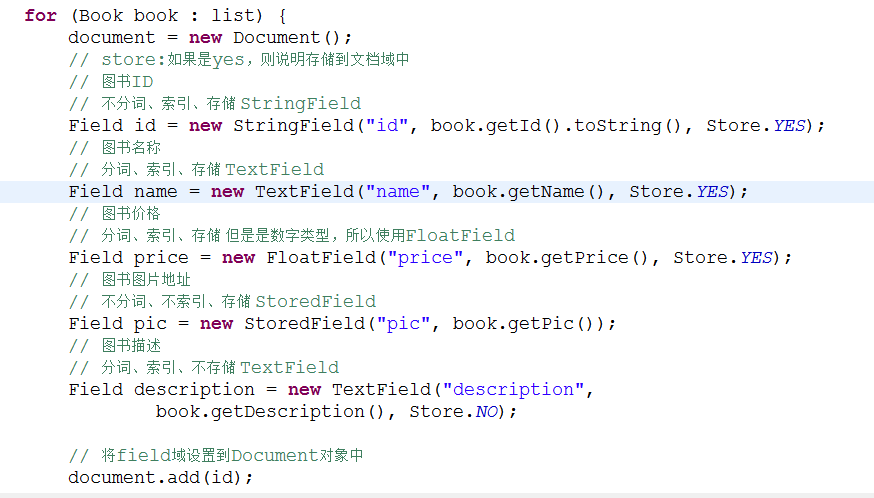 for (Book book : list) {
document = new Document();
// store:如果是yes，则说明存储到文档域中
// 图书ID
// 不分词、索引、存储 StringField
Field id = new StringField("id", book.getId().toString(), Store.YES);
// 图书名称
// 分词、索引、存储 TextField
Field name = new TextField("name", book.getName(), Store.YES);
// 图书价格
// 分词、索引、存储 但是是数字类型，所以使用FloatField
Field price = new FloatField("price", book.getPrice(), Store.YES);
// 图书图片地址
// 不分词、不索引、存储 StoredField
Field pic = new StoredField("pic", book.getPic());
// 图书描述
// 分词、索引、不存储 TextField
Field description = new TextField("description",
book.getDescription(), Store.NO);
// 将field域设置到Document对象中
document.add(id);